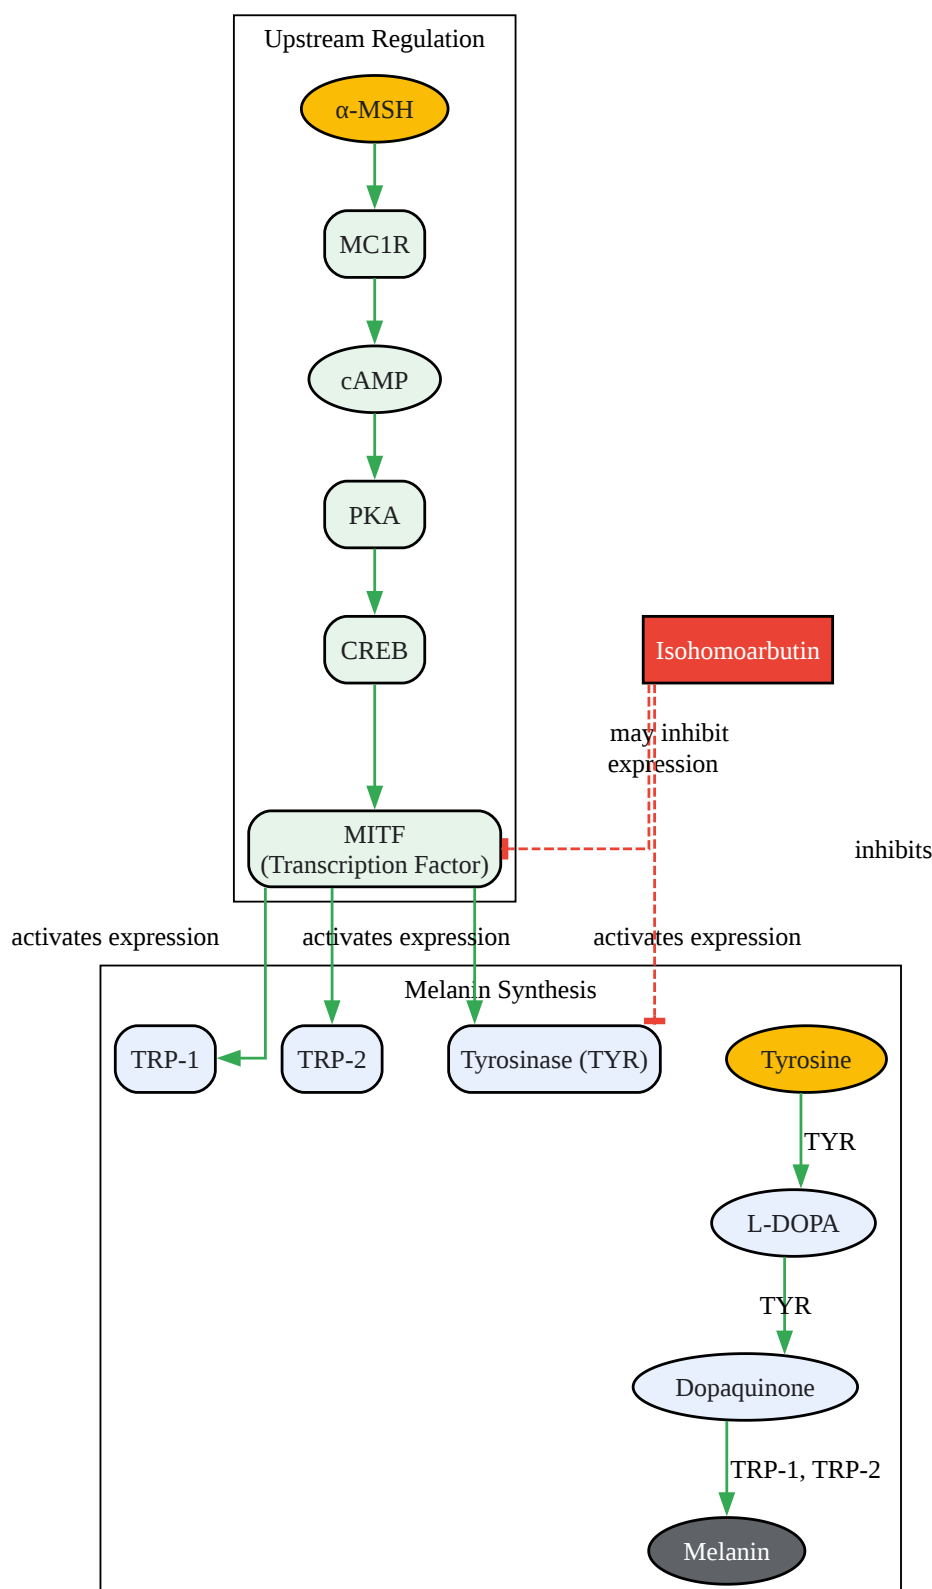 Upstream Regulation
α-MSH
MC1R
cAMP
PKA
CREB
Isohomoarbutin
may inhibit
expression
MITF
(Transcription Factor)
inhibits
activates expression
activates expression
activates expression
Melanin Synthesis
TRP-1
TRP-2
Tyrosinase (TYR)
Tyrosine
TYR
L-DOPA
TYR
Dopaquinone
TRP-1, TRP-2
Melanin